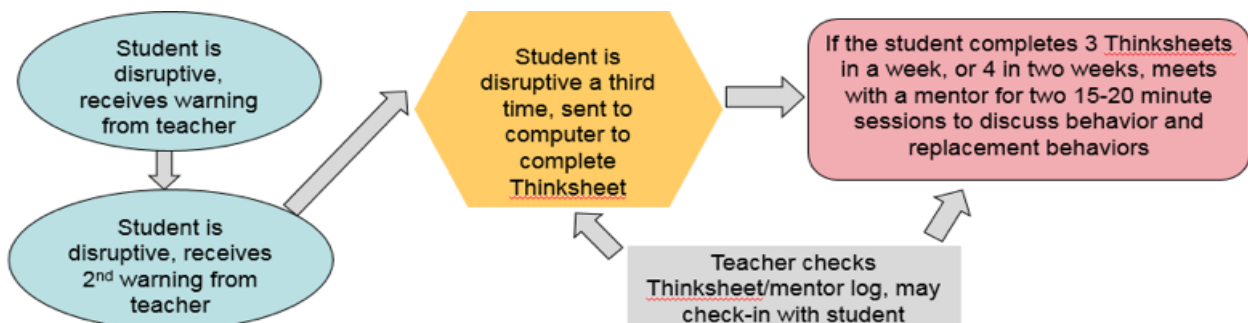 Student is
disruptive,
receives warning
from teacher
Student is
disruptive, receives
2nd warning from
teacher
Student is
disruptive a third
time, sent to
computer to
complete
Thinksheet
If the student completes 3 Thinksheets
in a week, or 4 in two weeks, meets
with a mentor for two 15-20 minute
sessions to discuss behavior and
replacement behaviors
Teacher checks
Thinksheet/mentor log, may
check-in with student